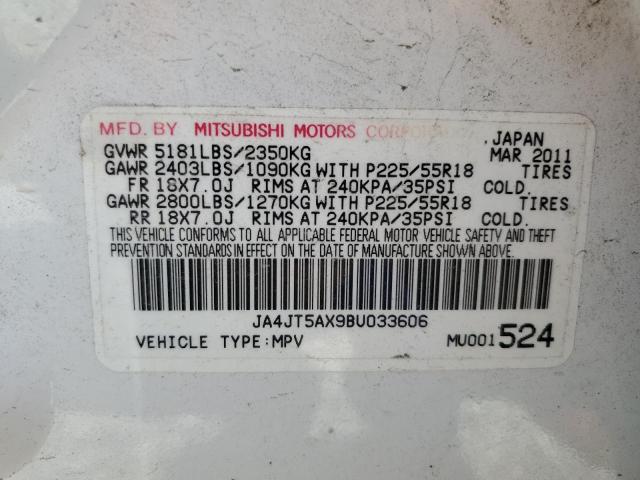 MFD. BY MITSUBISHI MOTORS CORPORATION, JAPAN
GVWR 5181LBS/2350KG MAR 2011
GAWR 2403LBS/1090KG WITH P225/55R18 TIRES
FR 18X7.0J RIMS AT 240KPA/35PSI COLD.
GAWR 2800LBS/1270KG WITH P225/55R18 TIRES
RR 18X7.0J RIMS AT 240KPA/35PSI COLD.
THIS VEHICLE CONFORMS TO ALL APPLICABLE FEDERAL MOTOR VEHICLE SAFETY AND THEFT
PREVENTION STANDARDS IN EFFECT ON THE DATE OF MANUFACTURE SHOWN ABOVE.
JA4JT5AX9BU033606
VEHICLE TYPE:MPV MU001524